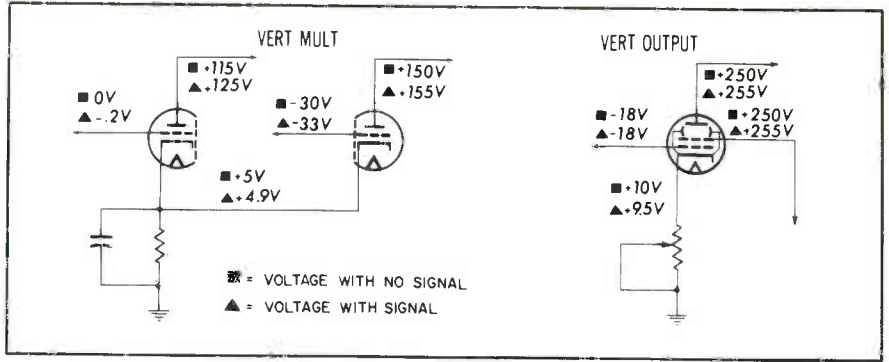 VERT MULT
VERT OUTPUT
■ +115V
▲ +125V
■ 0V
▲ -.2V
■ +150V
▲ +155V
■ -30V
▲ -33V
■ +5V
▲ +4.9V
■ +250V
▲ +255V
■ -18V
▲ -18V
■ +250V
▲ +255V
■ +10V
▲ +9.5V
■ = VOLTAGE WITH NO SIGNAL
▲ = VOLTAGE WITH SIGNAL